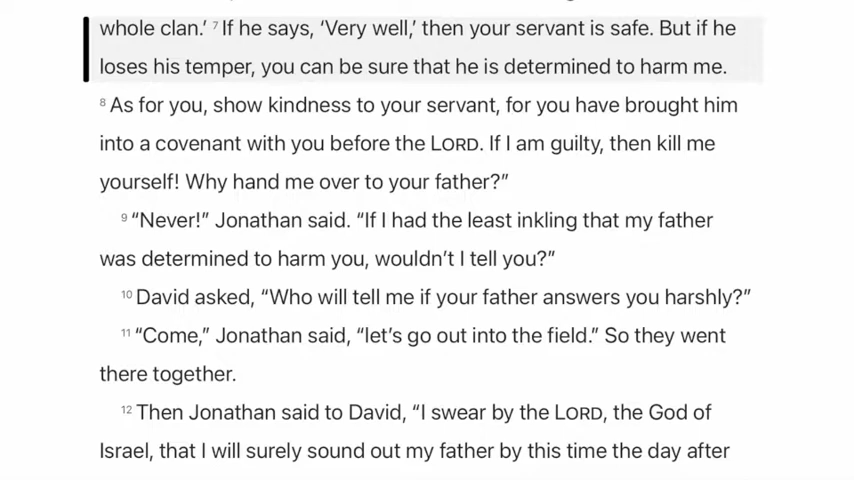 whole clan.’ 7 If he says, ‘Very well,’ then your servant is safe. But if he
loses his temper, you can be sure that he is determined to harm me.
8 As for you, show kindness to your servant, for you have brought him
into a covenant with you before the LORD. If I am guilty, then kill me
yourself! Why hand me over to your father?”
9 “Never!” Jonathan said. “If I had the least inkling that my father
was determined to harm you, wouldn’t I tell you?”
10 David asked, “Who will tell me if your father answers you harshly?”
11 “Come,” Jonathan said, “let’s go out into the field.” So they went
there together.
12 Then Jonathan said to David, “I swear by the LORD, the God of
Israel, that I will surely sound out my father by this time the day after